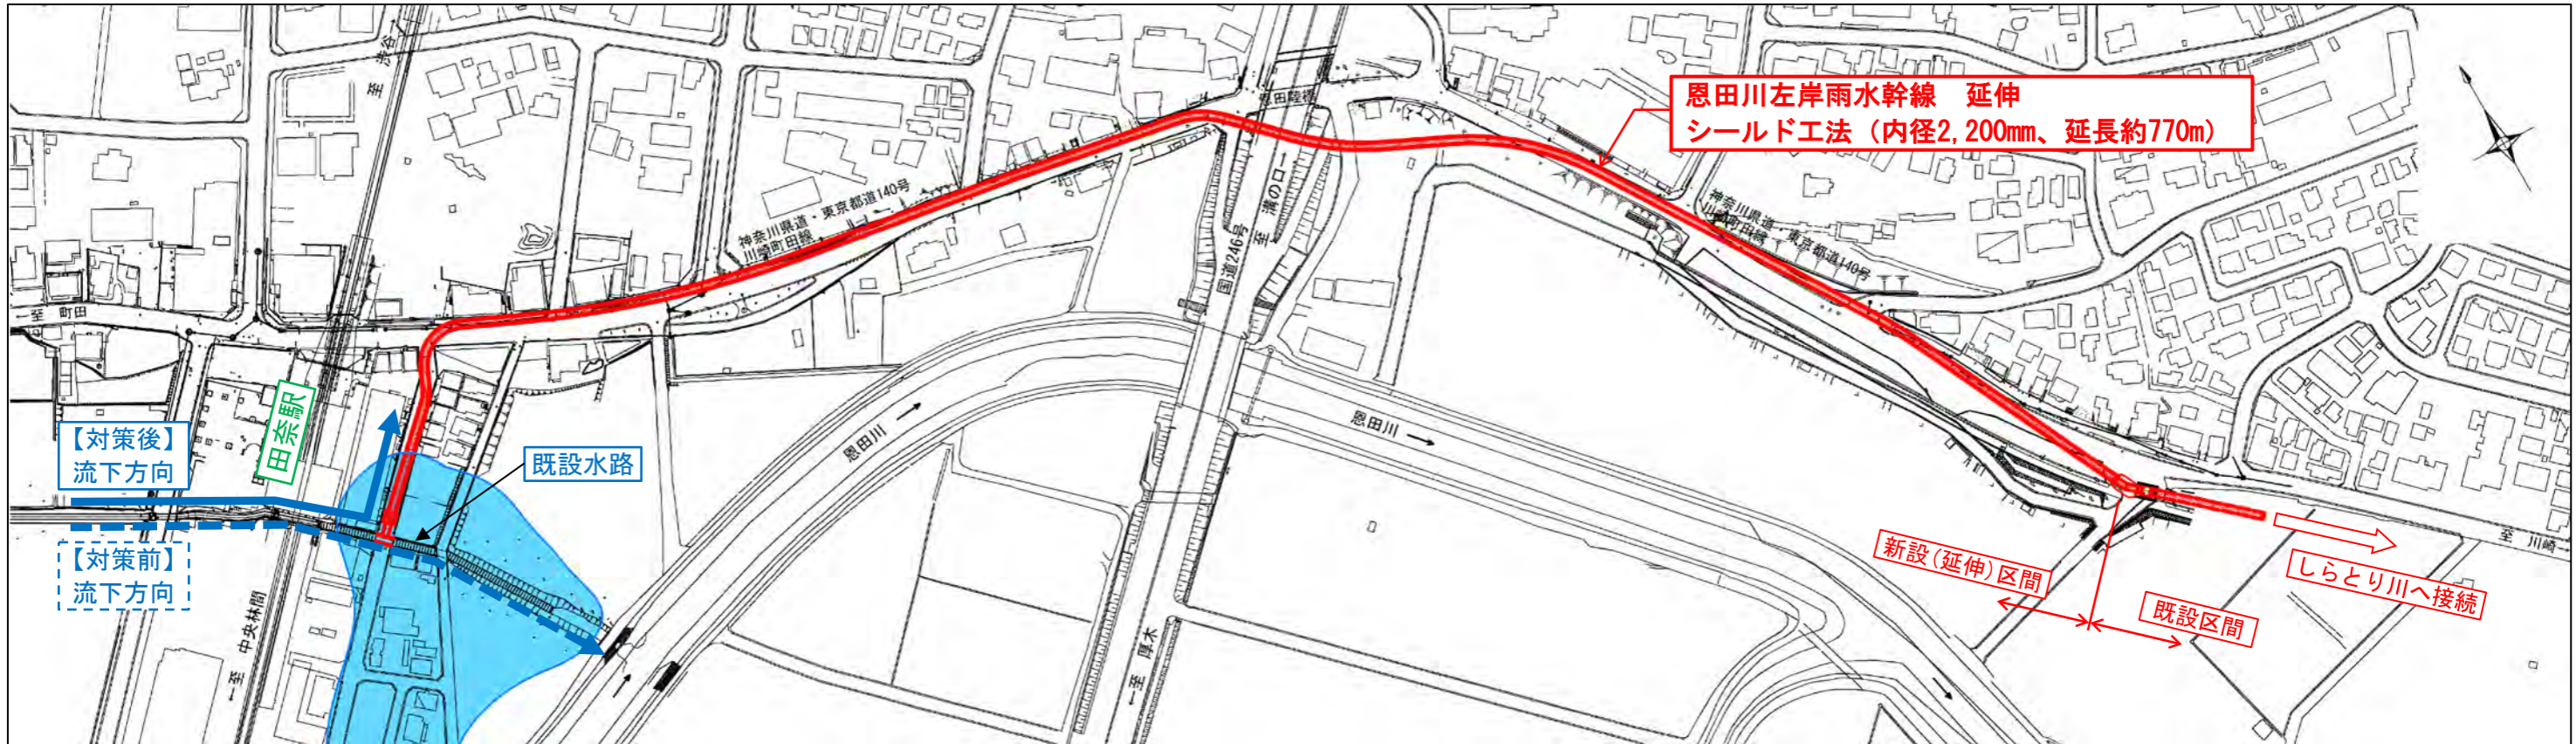 至 渋谷
恩田川左岸雨水幹線　延伸
シールド工法（内径2,200mm、延長約770m）
恩田陸橋
神奈川県道・東京都道140号
川崎町田線
国道246号
至 溝の口
神奈川県道・東京都道140号
川崎町田線
至 町田
田奈駅
【対策後】
流下方向
既設水路
恩田川
恩田川
【対策前】
流下方向
至 中央林間
至 厚木
新設(延伸)区間
既設区間
しらとり川へ接続
至 川崎